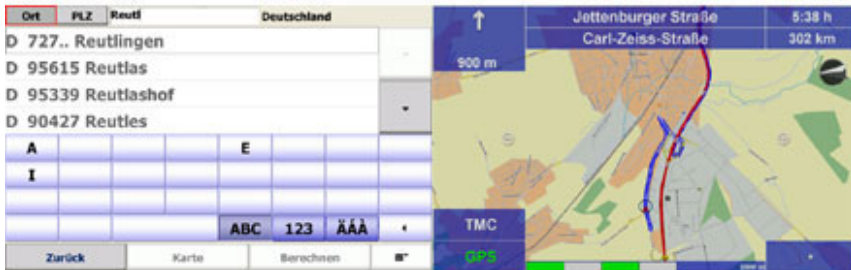 Ort PLZ Reutl Deutschland
D 727.. Reutlingen
D 95615 Reutlas
D 95339 Reutlashof
D 90427 Reutles
A E
I
ABC 123 ÄÁÀ
Zurück Karte Berechnen
Jettenburger Straße 5:38 h
Carl-Zeiss-Straße 302 km
900 m
TMC
GPS